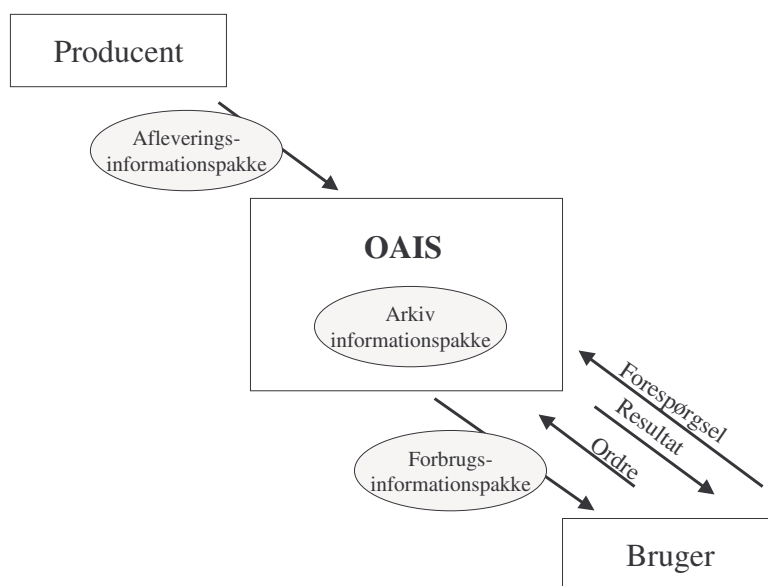 Producent
Afleverings-
informationspakke
OAIS
Arkiv
informationspakke
Forespørgsel
Resultat
Ordre
Forbrugs-
informationspakke
Bruger